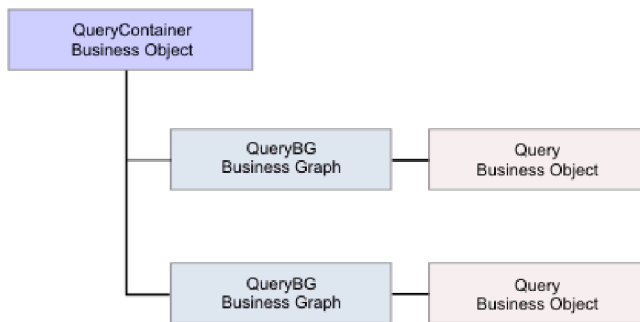 QueryContainer
Business Object
QueryBG
Business Graph
Query
Business Object
QueryBG
Business Graph
Query
Business Object